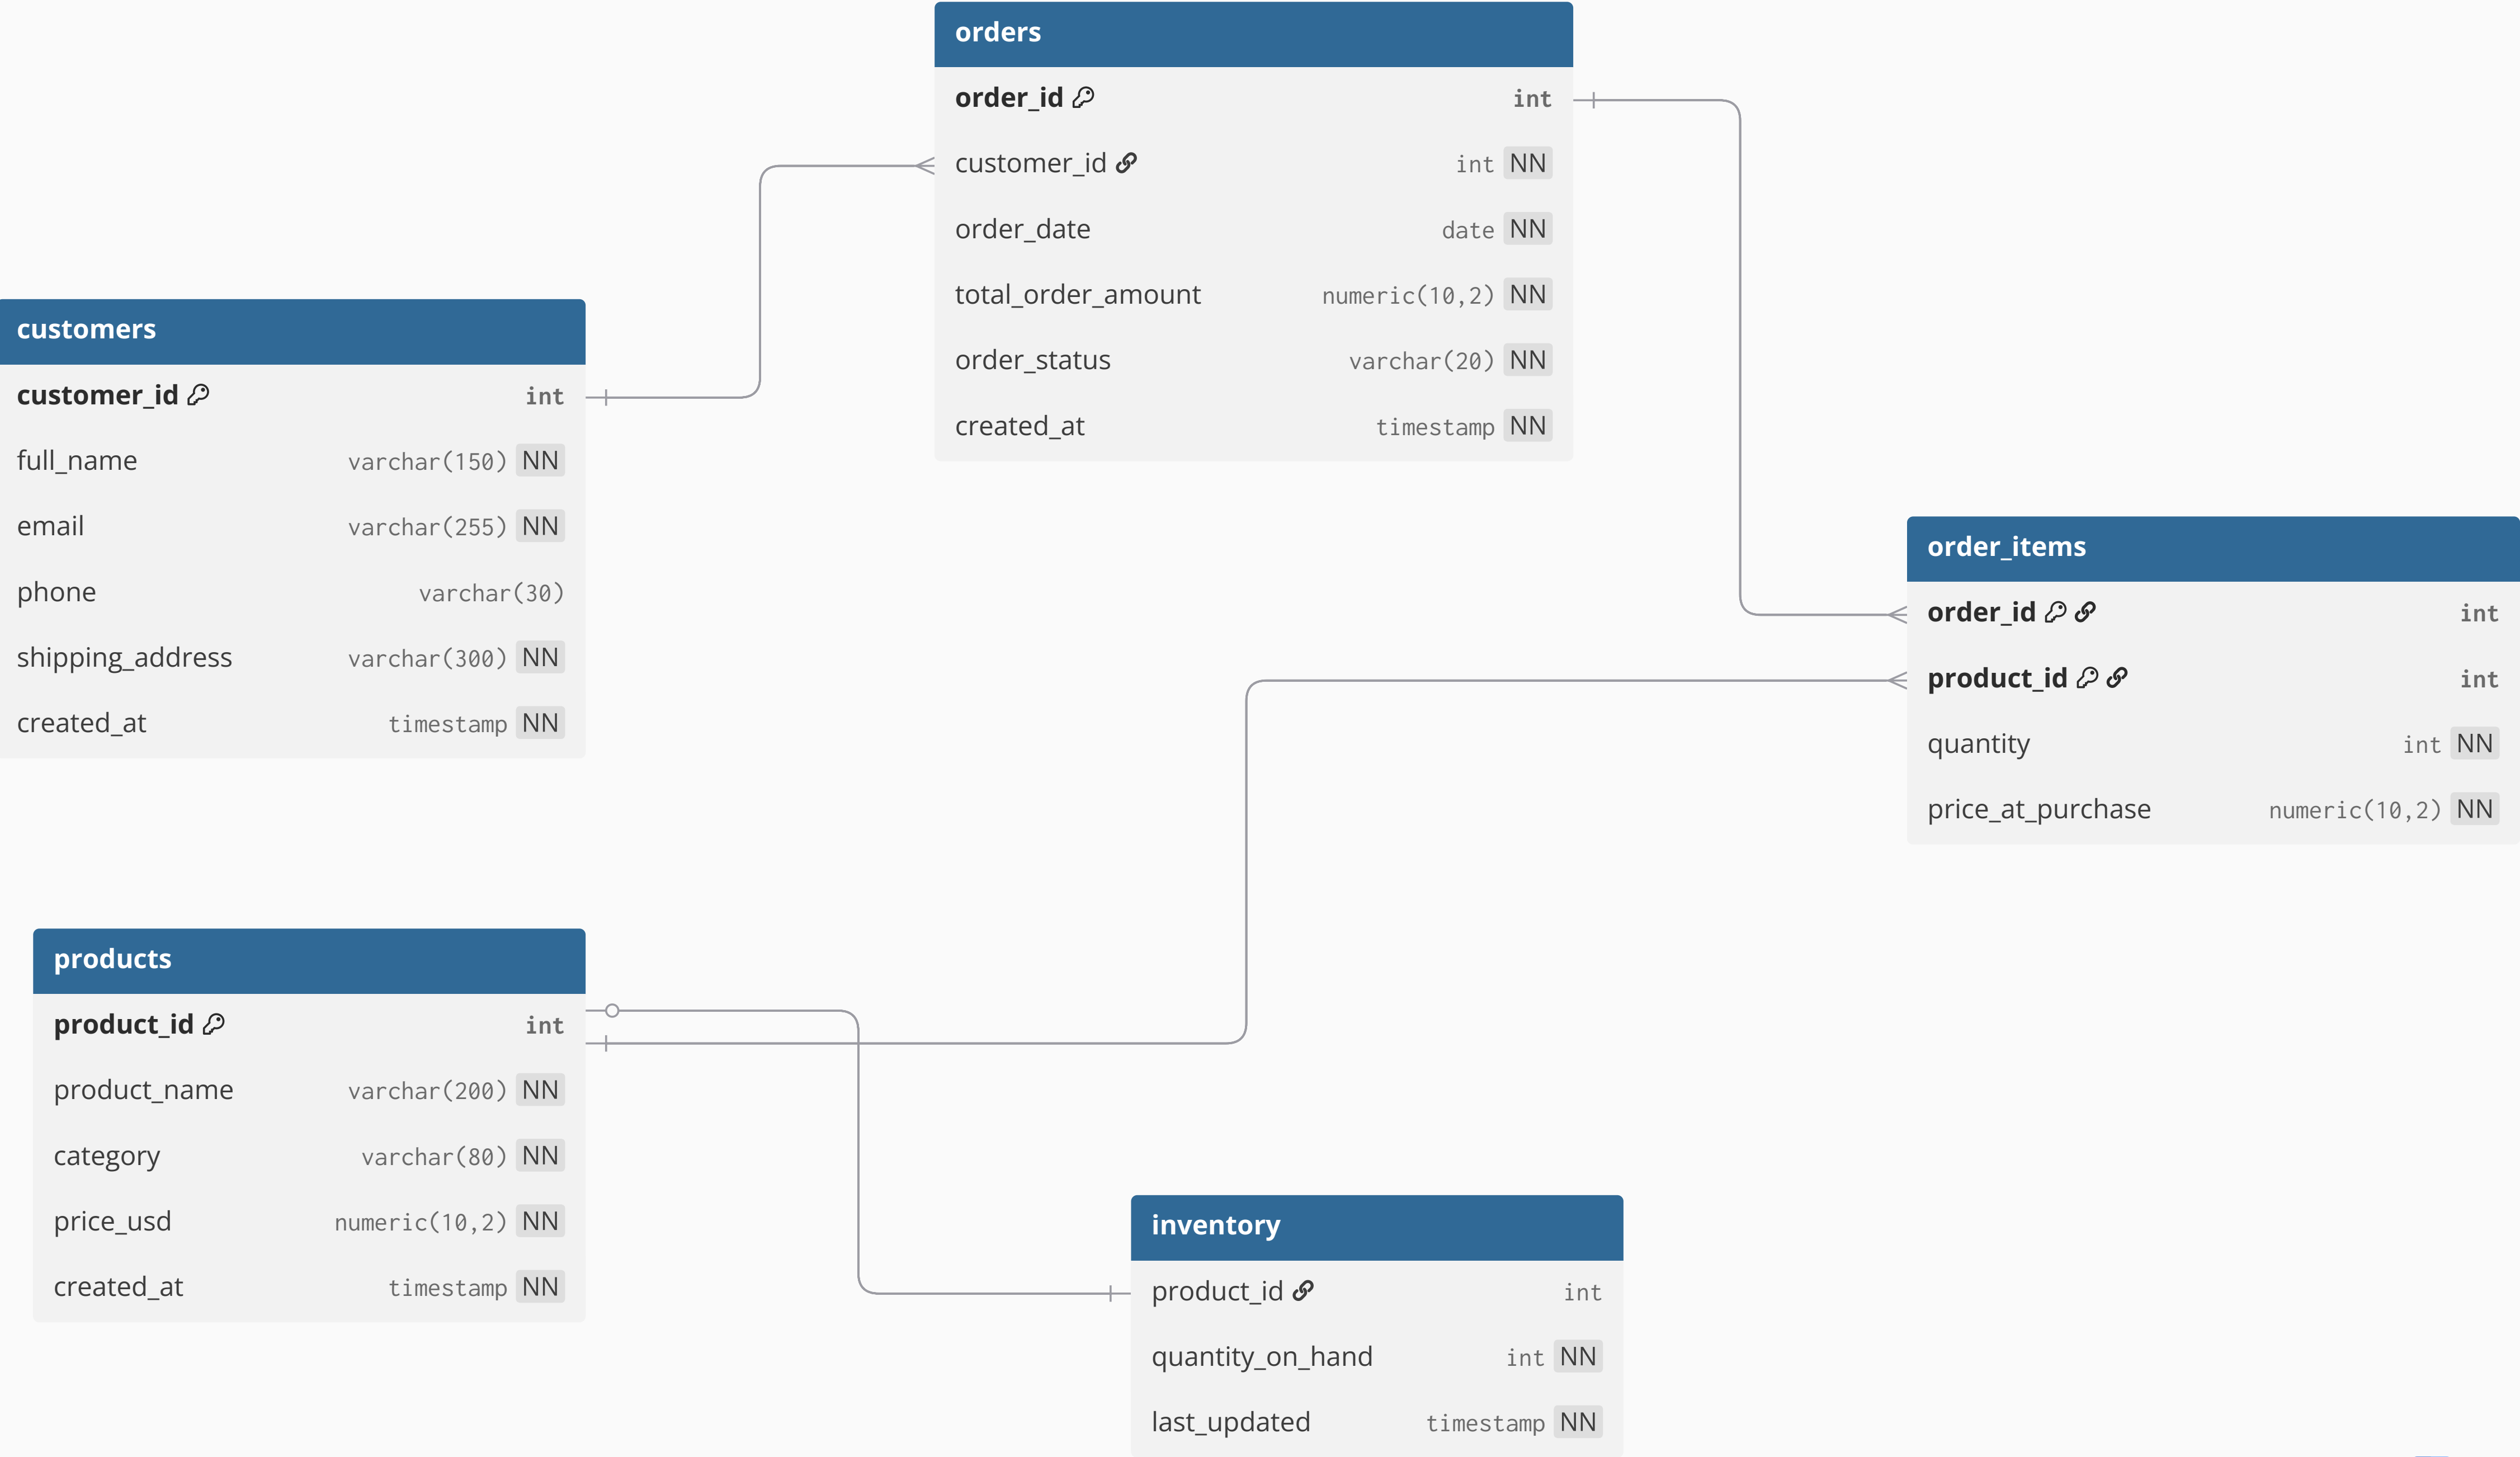 orders
order_id int
customer_id int NN
order_date date NN
total_order_amount numeric(10,2) NN
order_status varchar(20) NN
created_at timestamp NN
customers
customer_id int
full_name varchar(150) NN
email varchar(255) NN
phone varchar(30)
shipping_address varchar(300) NN
created_at timestamp NN
order_items
order_id int
product_id int
quantity int NN
price_at_purchase numeric(10,2) NN
products
product_id int
product_name varchar(200) NN
category varchar(80) NN
price_usd numeric(10,2) NN
created_at timestamp NN
inventory
product_id int
quantity_on_hand int NN
last_updated timestamp NN